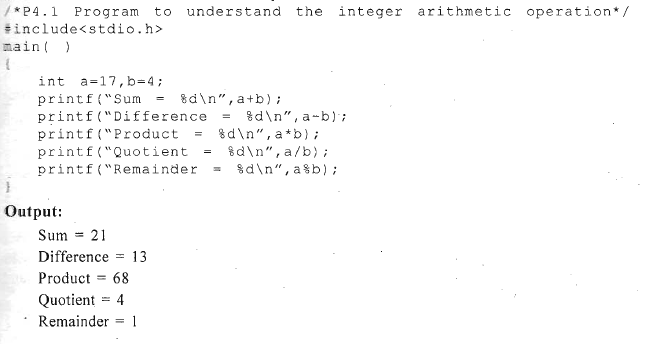 /*P4.1 Program to understand the integer arithmetic operation*/
#include<stdio.h>
main( )
{
int a=17,b=4;
printf("Sum = %d\n",a+b);
printf("Difference = %d\n",a-b);
printf("Product = %d\n",a*b);
printf("Quotient = %d\n",a/b);
printf("Remainder = %d\n",a%b);
}
Output:
Sum = 21
Difference = 13
Product = 68
Quotient = 4
Remainder = 1